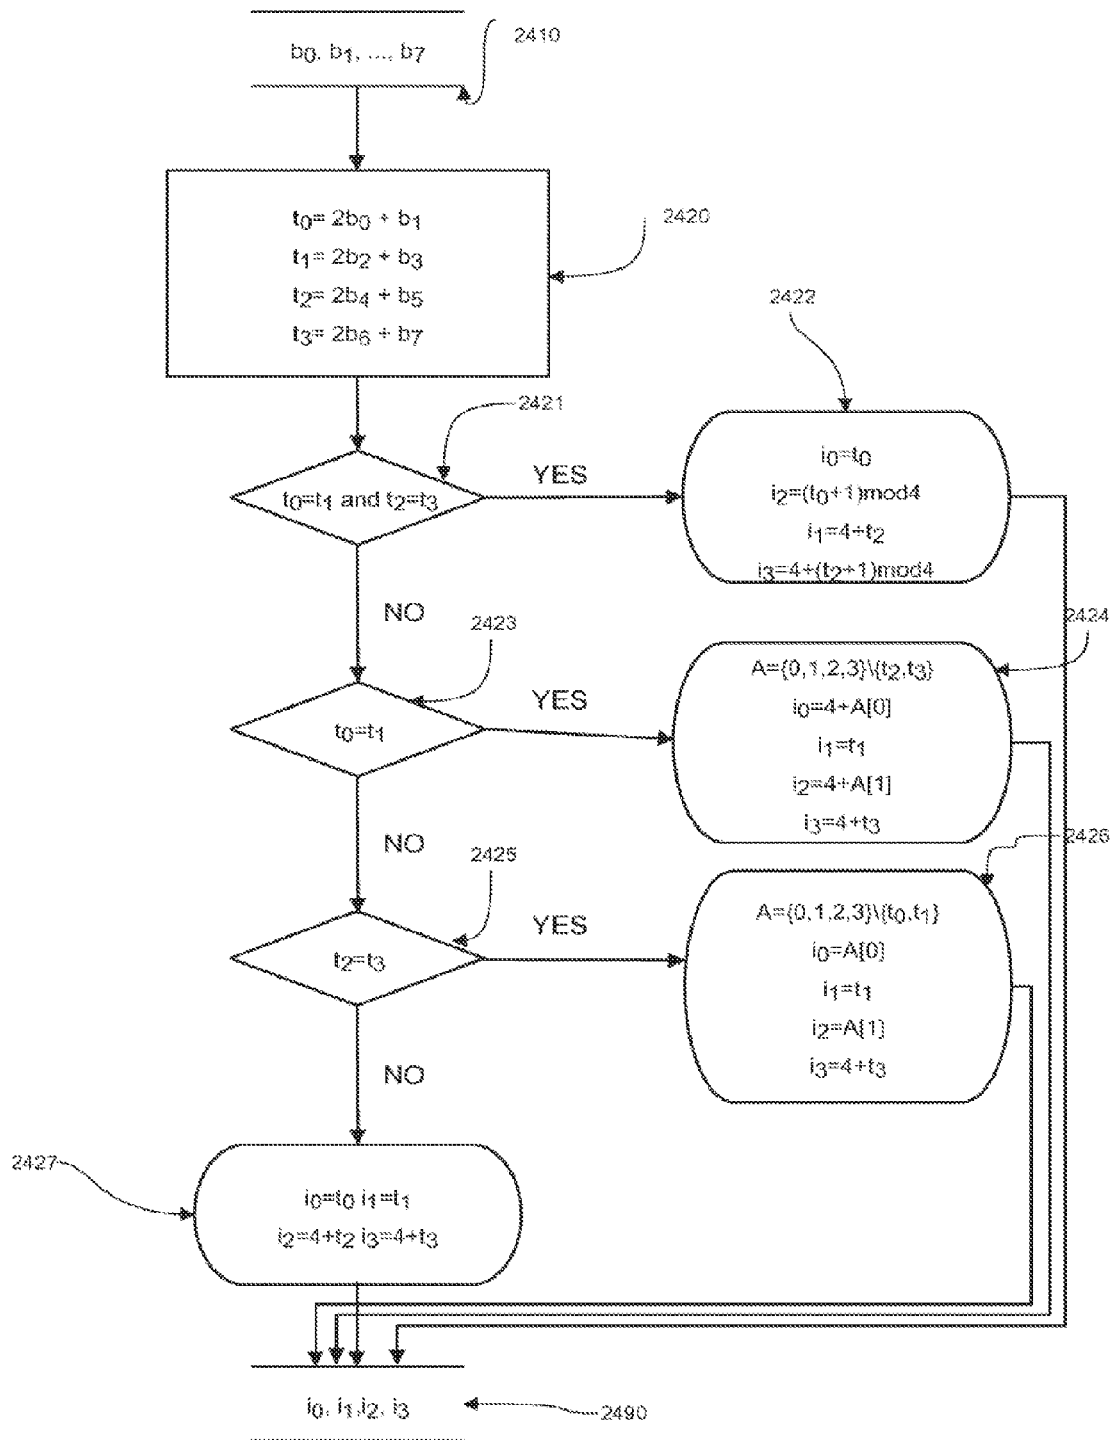 b0, b1, ..., b7
2410
t0= 2b0 + b1
t1= 2b2 + b3
t2= 2b4 + b5
t3= 2b6 + b7
2420
2421
t0=t1 and t2=t3
YES
2422
i0=t0
i2=(t0+1)mod4
i1=4+t2
i3=4+(t2+1)mod4
NO
2423
t0=t1
YES
2424
A={0,1,2,3}\{t2,t3}
i0=4+A[0]
i1=t1
i2=4+A[1]
i3=4+t3
NO
2425
t2=t3
YES
2426
A={0,1,2,3}\{t0,t1}
i0=A[0]
i1=t1
i2=A[1]
i3=4+t3
NO
2427
i0=t0 i1=t1
i2=4+t2 i3=4+t3
i0, i1,i2, i3
2490